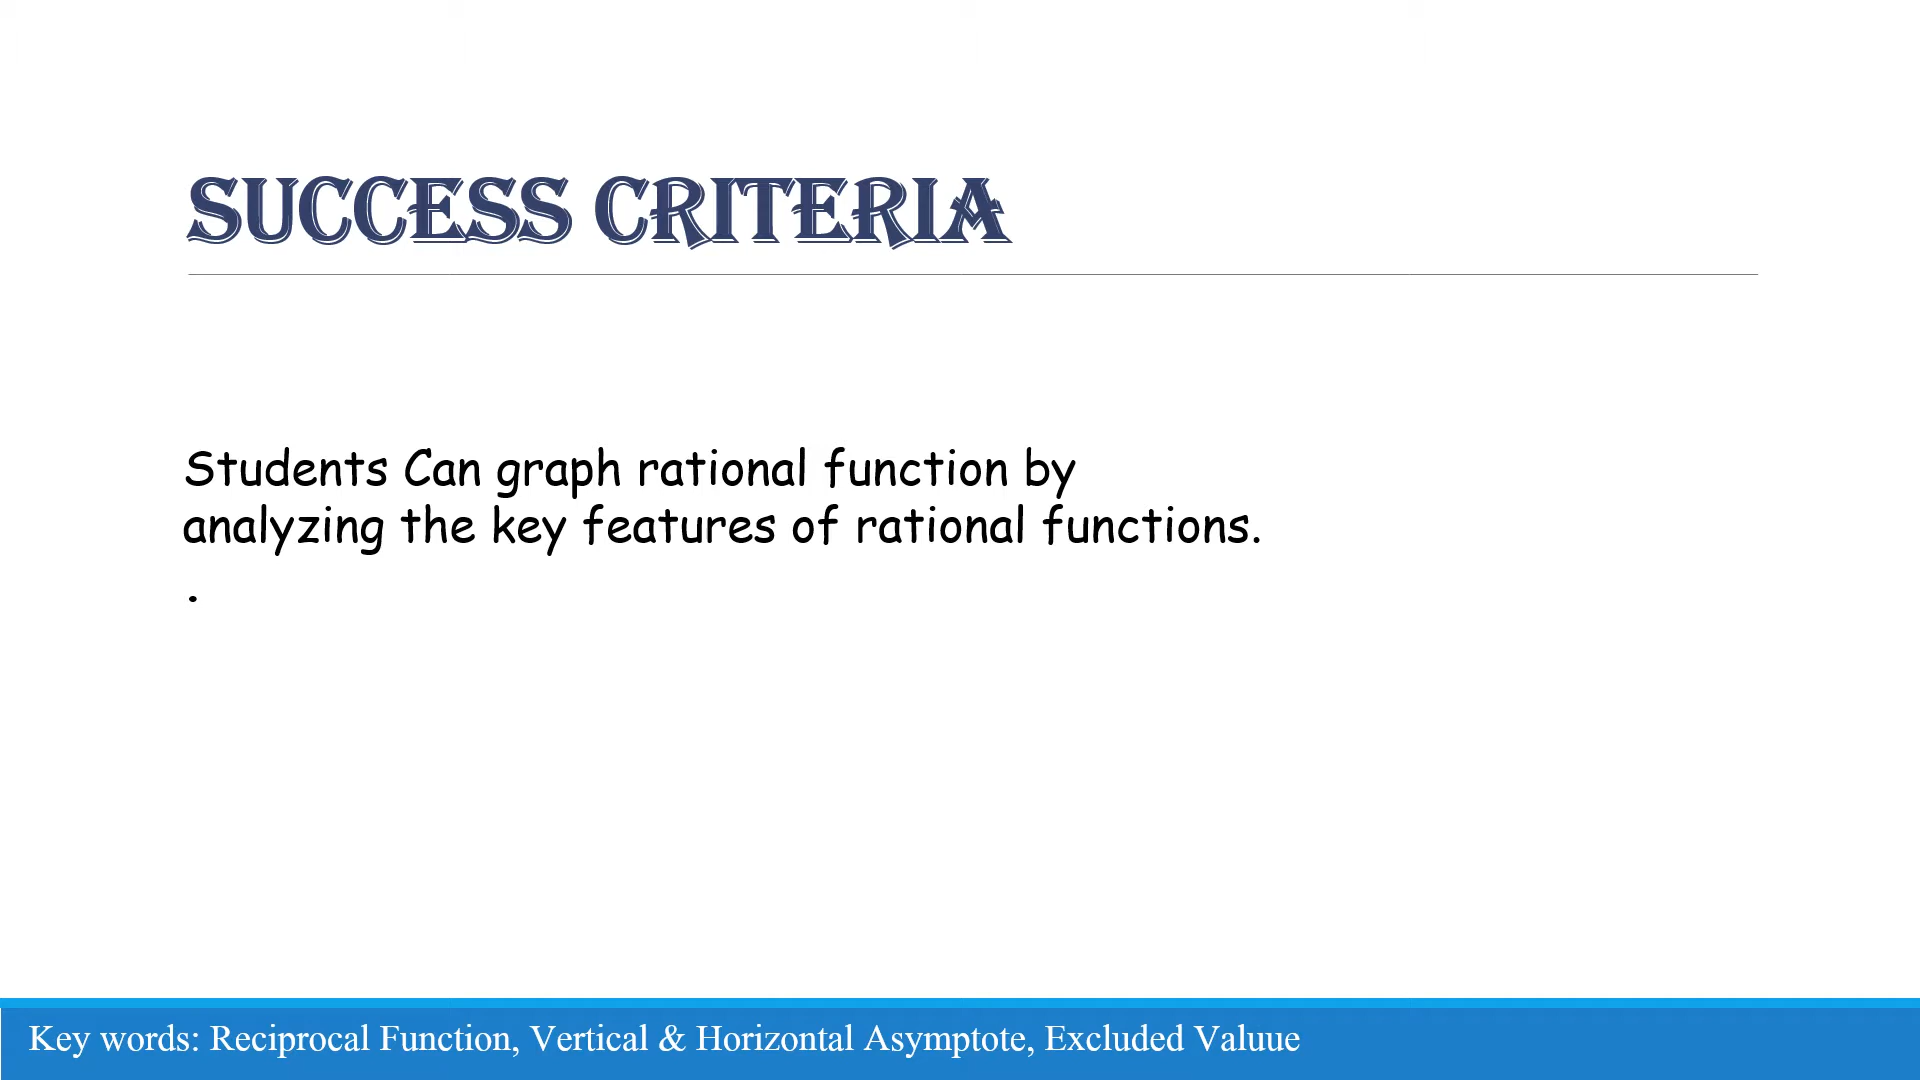 SUCCESS CRITERIA
Students Can graph rational function by
analyzing the key features of rational functions.
.
Key words: Reciprocal Function, Vertical & Horizontal Asymptote, Excluded Valuue